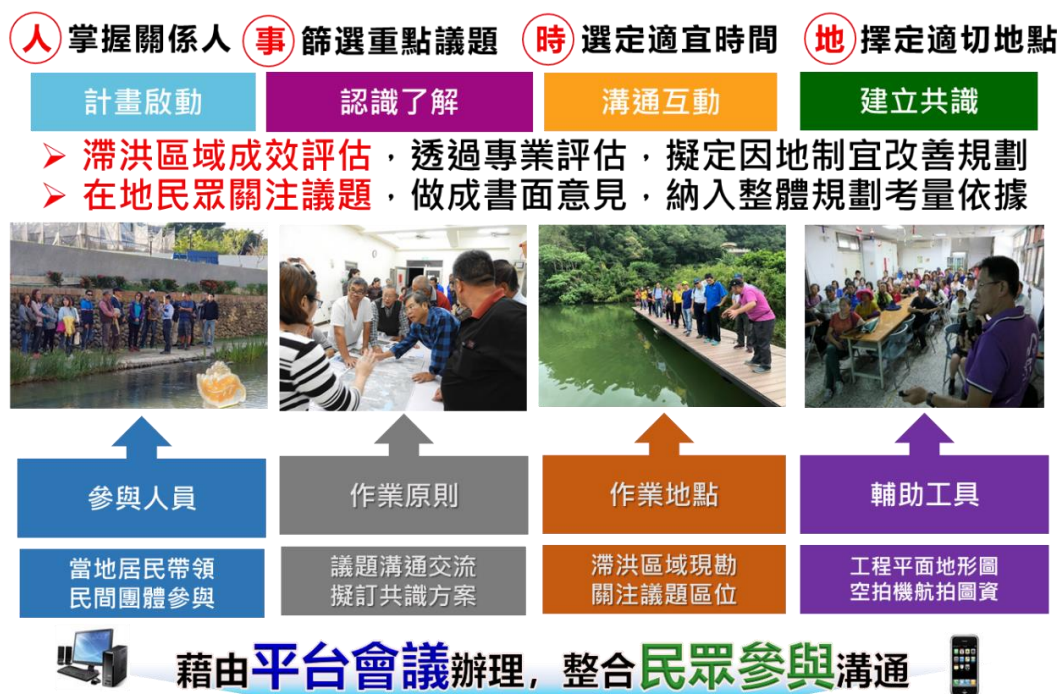 人 掌握關係人
事 篩選重點議題
時 選定適宜時間
地 擇定適切地點
計畫啟動
認識了解
溝通互動
建立共識
➢ 滯洪區域成效評估，透過專業評估，擬定因地制宜改善規劃
➢ 在地民眾關注議題，做成書面意見，納入整體規劃考量依據
參與人員
作業原則
作業地點
輔助工具
當地居民帶領
民間團體參與
議題溝通交流
擬訂共識方案
滯洪區域現勘
關注議題區位
工程平面地形圖
空拍機航拍圖資
藉由平台會議辦理，整合民眾參與溝通